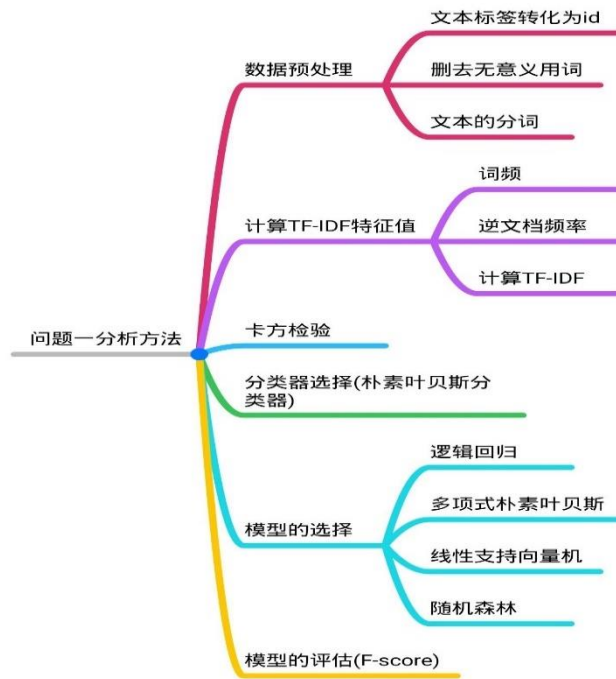 问题一分析方法
数据预处理
文本标签转化为id
删去无意义用词
文本的分词
计算TF-IDF特征值
词频
逆文档频率
计算TF-IDF
卡方检验
分类器选择(朴素叶贝斯分
类器)
模型的选择
逻辑回归
多项式朴素叶贝斯
线性支持向量机
随机森林
模型的评估(F-score)